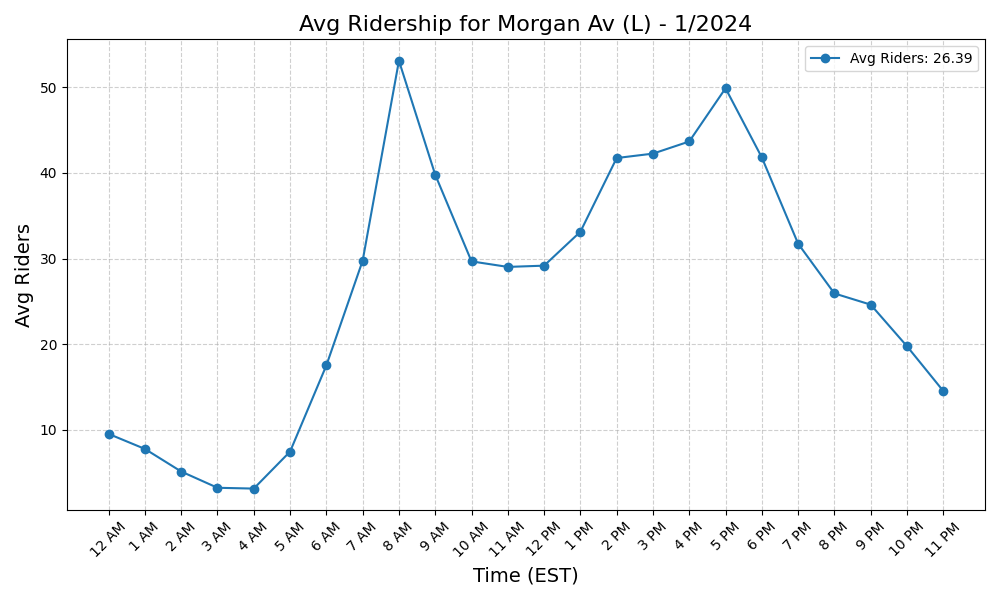 Avg Ridership for Morgan Av (L) - 1/2024
Avg Riders: 26.39
Avg Riders
50
40
30
20
10
12 AM
1 AM
2 AM
3 AM
4 AM
5 AM
6 AM
7 AM
8 AM
9 AM
10 AM
11 AM
12 PM
1 PM
2 PM
3 PM
4 PM
5 PM
6 PM
7 PM
8 PM
9 PM
10 PM
11 PM
Time (EST)